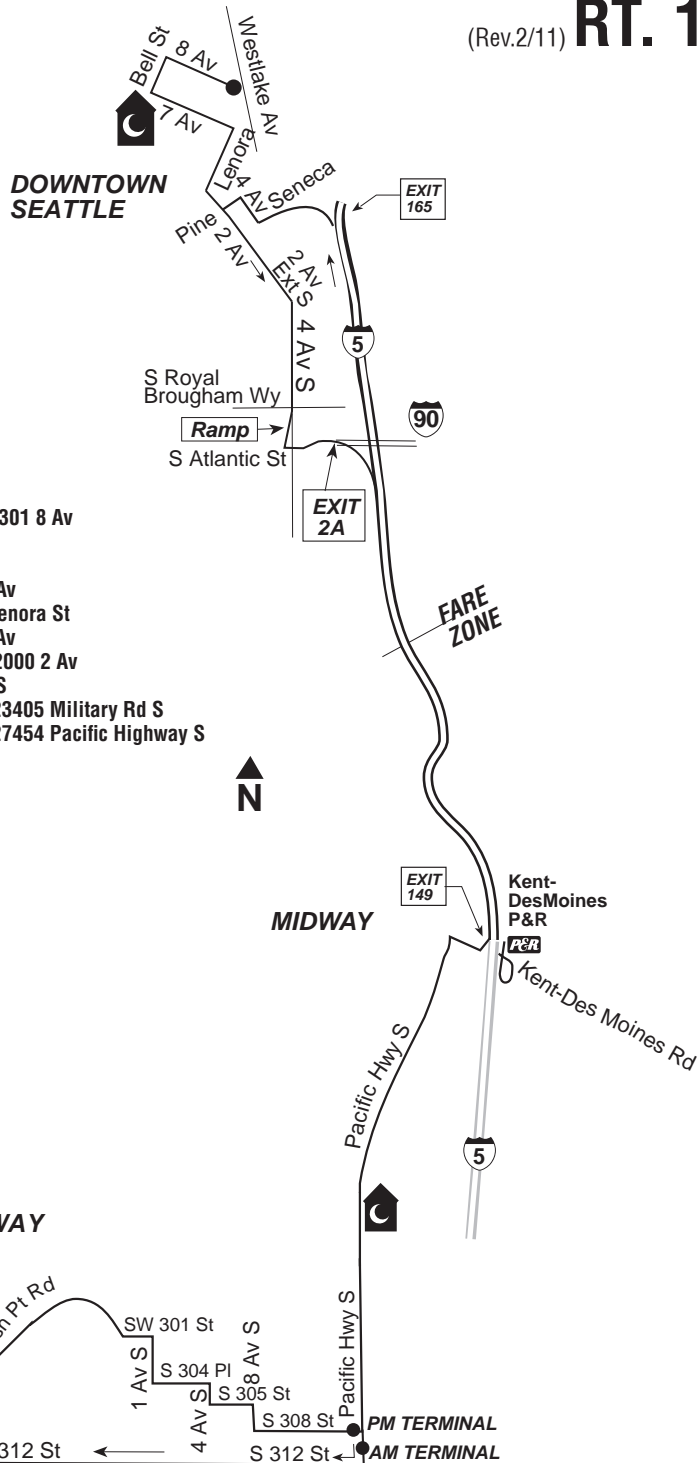 (Rev.2/11) RT. 1
Bell St
8 Av
Westlake Av
7 Av
Lenora
DOWNTOWN
SEATTLE
4 Av
Seneca
EXIT
165
Pine
2 Av
2 Av
Ext S
4 Av S
5
S Royal
Brougham Wy
90
Ramp
S Atlantic St
EXIT
2A
301 8 Av
Av
enora St
Av
2000 2 Av
S
23405 Military Rd S
27454 Pacific Highway S
FARE
ZONE
N
MIDWAY
EXIT
149
Kent-
DesMoines
P&R
P&R
Kent-Des Moines Rd
Pacific Hwy S
5
WAY
h Pt Rd
SW 301 St
1 Av S
S 304 Pl
4 Av S
S 305 St
8 Av S
S 308 St
Pacific Hwy S
PM TERMINAL
312 St
S 312 St
AM TERMINAL